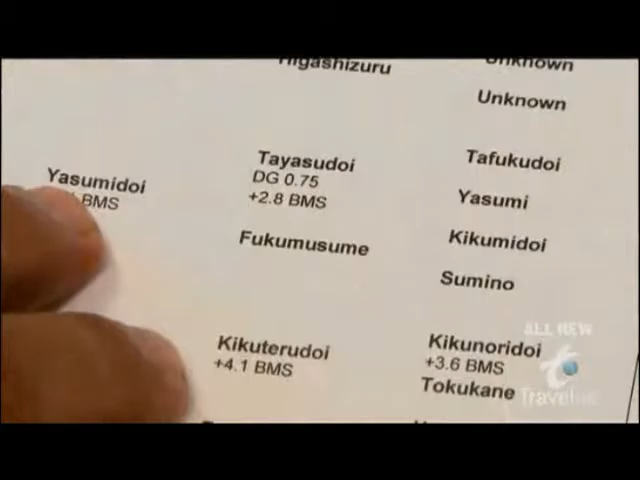 Higashizuru
Unknown
Unknown
Tayasudoi
DG 0.75
+2.8 BMS
Tafukudoi
Yasumidoi
BMS
Yasumi
Fukumusume
Kikumidoi
Sumino
Kikuterudoi
+4.1 BMS
Kikunoridoi
+3.6 BMS
Tokukane
ALL NEW
Travel